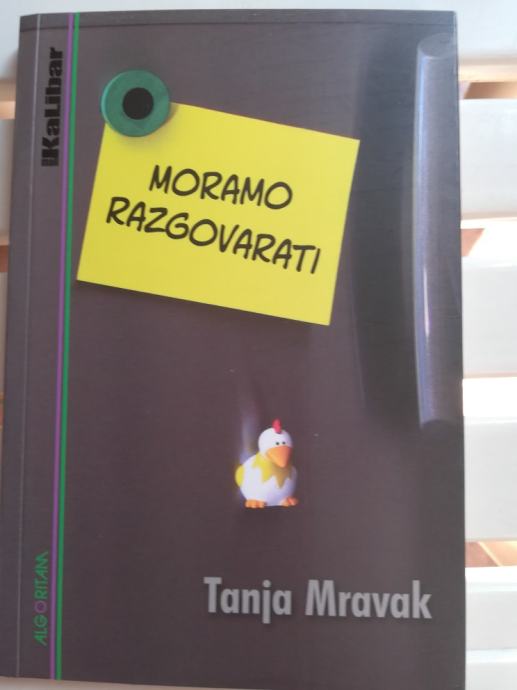 KaLibar
MORAMO
RAZGOVARATI
Tanja Mravak
ALGORITAM